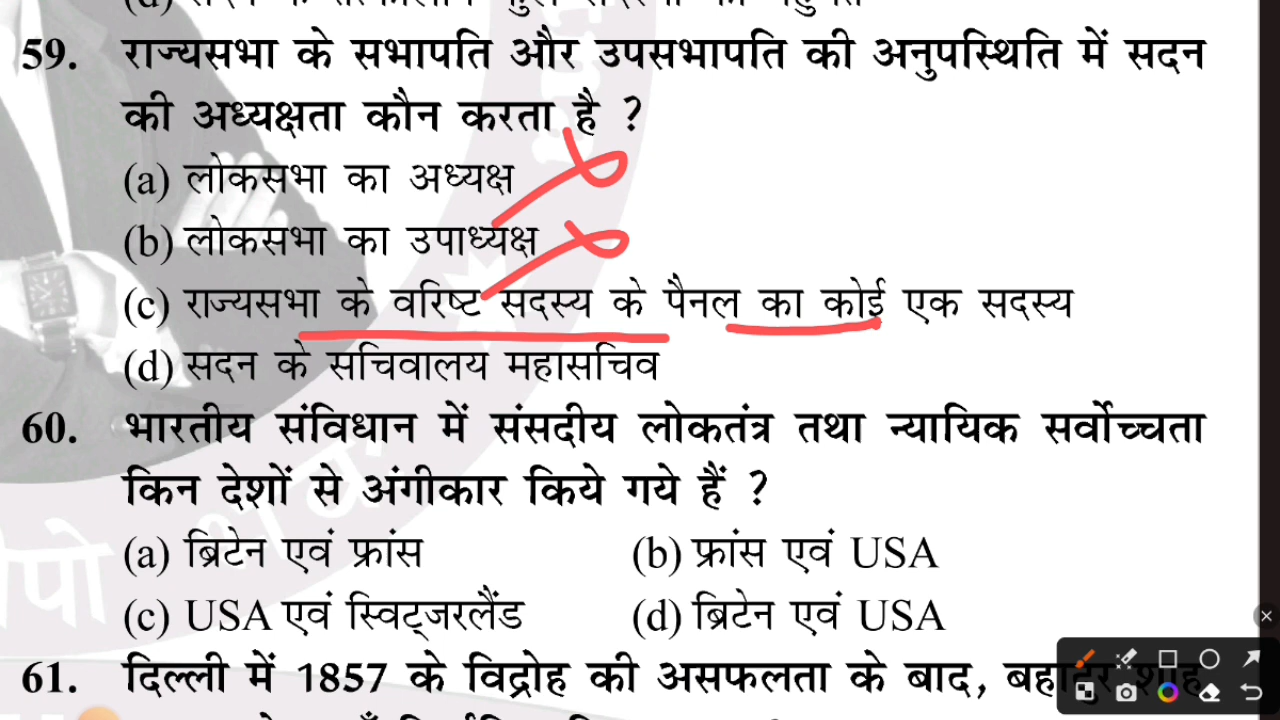 59. राज्यसभा के सभापति और उपसभापति की अनुपस्थिति में सदन
की अध्यक्षता कौन करता है ?
(a) लोकसभा का अध्यक्ष
(b) लोकसभा का उपाध्यक्ष
(c) राज्यसभा के वरिष्ट सदस्य के पैनल का कोई एक सदस्य
(d) सदन के सचिवालय महासचिव
60. भारतीय संविधान में संसदीय लोकतंत्र तथा न्यायिक सर्वोच्चता
किन देशों से अंगीकार किये गये हैं ?
(a) ब्रिटेन एवं फ्रांस (b) फ्रांस एवं USA
(c) USA एवं स्विट्जरलैंड (d) ब्रिटेन एवं USA
61. दिल्ली में 1857 के विद्रोह की असफलता के बाद, बहादुर शाह